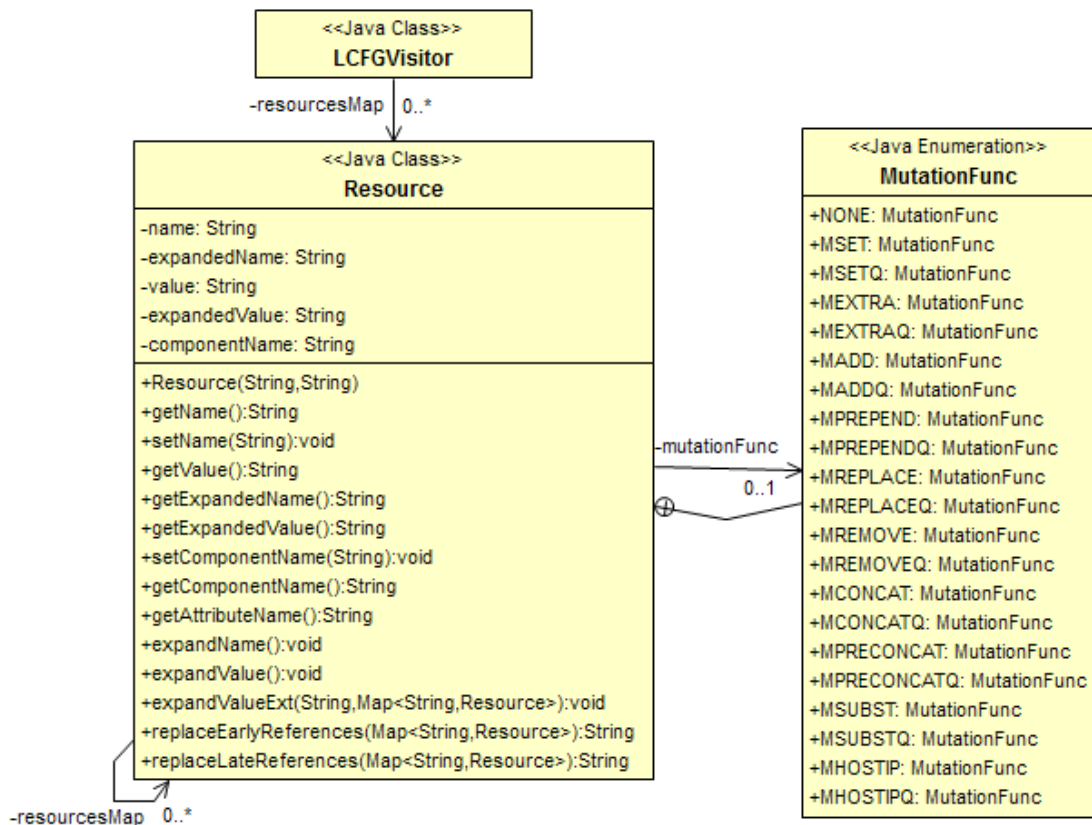 <<Java Class>>
LCFGVisitor
-resourcesMap 0..*
<<Java Class>>
Resource
-name: String
-expandedName: String
-value: String
-expandedValue: String
-componentName: String
+Resource(String,String)
+getName():String
+setName(String):void
+getValue():String
+getExpandedName():String
+getExpandedValue():String
+setComponentName(String):void
+getComponentName():String
+getAttributeName():String
+expandName():void
+expandValue():void
+expandValueExt(String,Map<String,Resource>):void
+replaceEarlyReferences(Map<String,Resource>):String
+replaceLateReferences(Map<String,Resource>):String
-resourcesMap 0..*
-mutationFunc
0..1
<<Java Enumeration>>
MutationFunc
+NONE: MutationFunc
+MSET: MutationFunc
+MSETQ: MutationFunc
+MEXTRA: MutationFunc
+MEXTRAQ: MutationFunc
+MADD: MutationFunc
+MADDQ: MutationFunc
+MPREPEND: MutationFunc
+MPREPENDQ: MutationFunc
+MREPLACE: MutationFunc
+MREPLACEQ: MutationFunc
+MREMOVE: MutationFunc
+MREMOVEQ: MutationFunc
+MCONCAT: MutationFunc
+MCONCATQ: MutationFunc
+MPRECONCAT: MutationFunc
+MPRECONCATQ: MutationFunc
+MSUBST: MutationFunc
+MSUBSTQ: MutationFunc
+MHOSTIP: MutationFunc
+MHOSTIPQ: MutationFunc